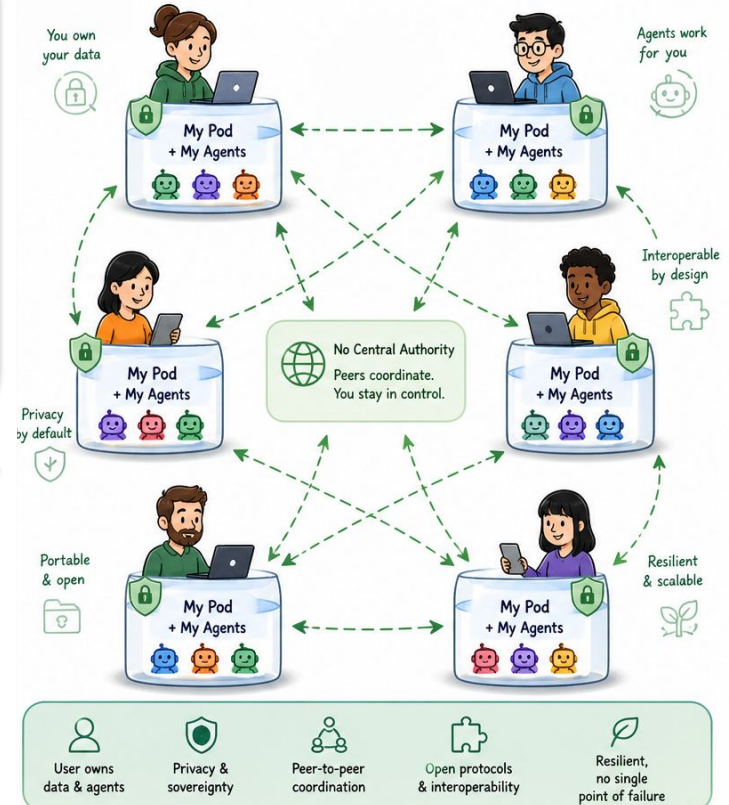 You own
your data
Agents work
for you
My Pod
+ My Agents
My Pod
+ My Agents
Interoperable
by design
My Pod
+ My Agents
No Central Authority
Peers coordinate.
You stay in control.
My Pod
+ My Agents
Privacy
by default
Portable
& open
My Pod
+ My Agents
My Pod
+ My Agents
Resilient
& scalable
User owns
data & agents
Privacy &
sovereignty
Peer-to-peer
coordination
Open protocols
& interoperability
Resilient,
no single
point of failure